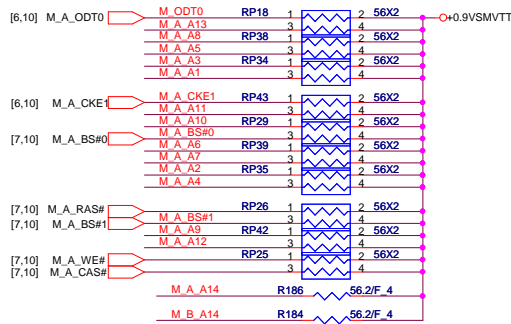 [6,10] M_A_ODT0 M_ODT0 RP18 1 2 56X2 +0.9VSMVTT
M_A_A13 3 4
M_A_A8 RP38 1 2 56X2
M_A_A5 3 4
M_A_A3 RP34 1 2 56X2
M_A_A1 3 4
[6,10] M_A_CKE1 M_A_CKE1 RP43 1 2 56X2
M_A_A11 3 4
M_A_A10 RP29 1 2 56X2
[7,10] M_A_BS#0 M_A_BS#0 3 4
M_A_A6 RP39 1 2 56X2
M_A_A7 3 4
M_A_A2 RP35 1 2 56X2
M_A_A4 3 4
[7,10] M_A_RAS# RP26 1 2 56X2
[7,10] M_A_BS#1 M_A_BS#1 3 4
M_A_A9 RP42 1 2 56X2
M_A_A12 3 4
[7,10] M_A_WE# RP25 1 2 56X2
[7,10] M_A_CAS# 3 4
M_A_A14 R186 56.2/F_4
M_B_A14 R184 56.2/F_4